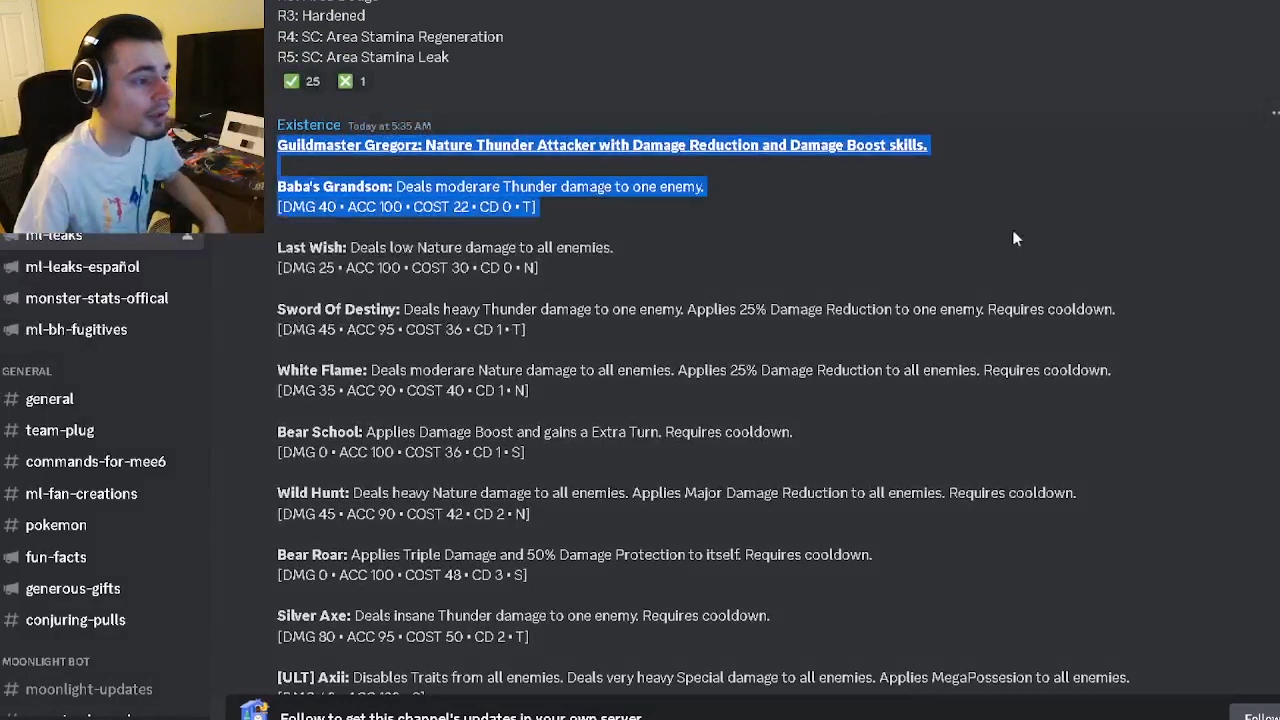 R3: Hardened
R4: SC: Area Stamina Regeneration
R5: SC: Area Stamina Leak
25 1
Existence Today at 5:35 AM
Guildmaster Gregorz: Nature Thunder Attacker with Damage Reduction and Damage Boost skills.
Baba's Grandson: Deals moderare Thunder damage to one enemy.
[DMG 40 • ACC 100 • COST 22 • CD 0 • T]
Last Wish: Deals low Nature damage to all enemies.
[DMG 25 • ACC 100 • COST 30 • CD 0 • N]
Sword Of Destiny: Deals heavy Thunder damage to one enemy. Applies 25% Damage Reduction to one enemy. Requires cooldown.
[DMG 45 • ACC 95 • COST 36 • CD 1 • T]
White Flame: Deals moderate Nature damage to all enemies. Applies 25% Damage Reduction to all enemies. Requires cooldown.
[DMG 35 • ACC 90 • COST 40 • CD 1 • N]
Bear School: Applies Damage Boost and gains a Extra Turn. Requires cooldown.
[DMG 0 • ACC 100 • COST 36 • CD 1 • S]
Wild Hunt: Deals heavy Nature damage to all enemies. Applies Major Damage Reduction to all enemies. Requires cooldown.
[DMG 45 • ACC 90 • COST 42 • CD 2 • N]
Bear Roar: Applies Triple Damage and 50% Damage Protection to itself. Requires cooldown.
[DMG 0 • ACC 100 • COST 48 • CD 3 • S]
Silver Axe: Deals insane Thunder damage to one enemy. Requires cooldown.
[DMG 80 • ACC 95 • COST 50 • CD 2 • T]
[ULT] Axii: Disables Traits from all enemies. Deals very heavy Special damage to all enemies. Applies MegaPossesion to all enemies.
Follow to get this channel's updates in your own server.
Follow
ml-leaks
ml-leaks-español
monster-stats-offical
ml-bh-fugitives
GENERAL
general
team-plug
commands-for-mee6
ml-fan-creations
pokemon
fun-facts
generous-gifts
conjuring-pulls
MOONLIGHT BOT
moonlight-updates